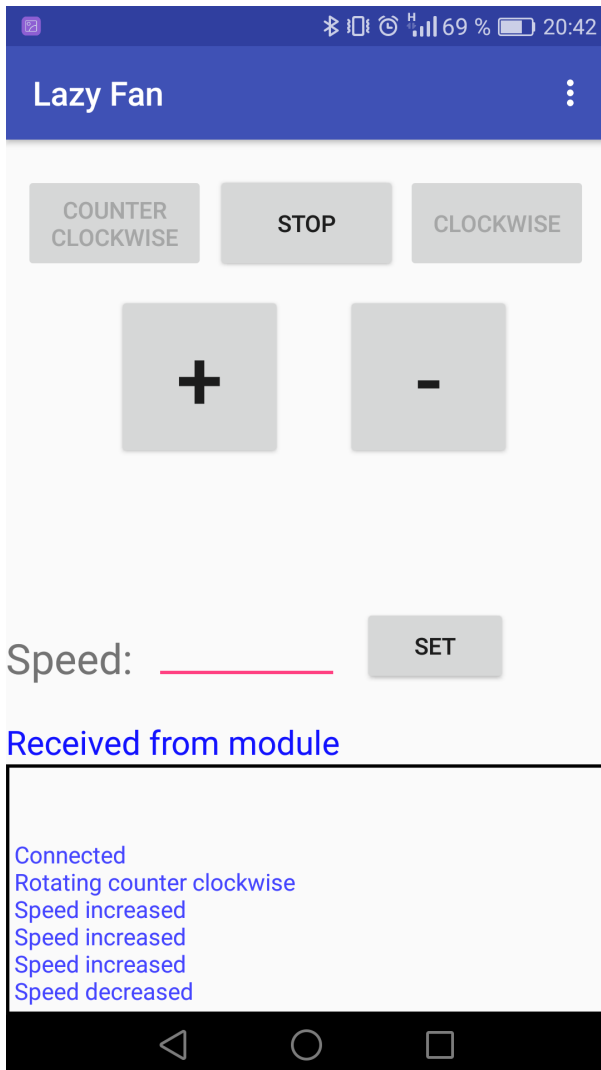 H 69 % 20:42
Lazy Fan
COUNTER
CLOCKWISE
STOP
CLOCKWISE
+
-
Speed:
SET
Received from module
Connected
Rotating counter clockwise
Speed increased
Speed increased
Speed increased
Speed decreased